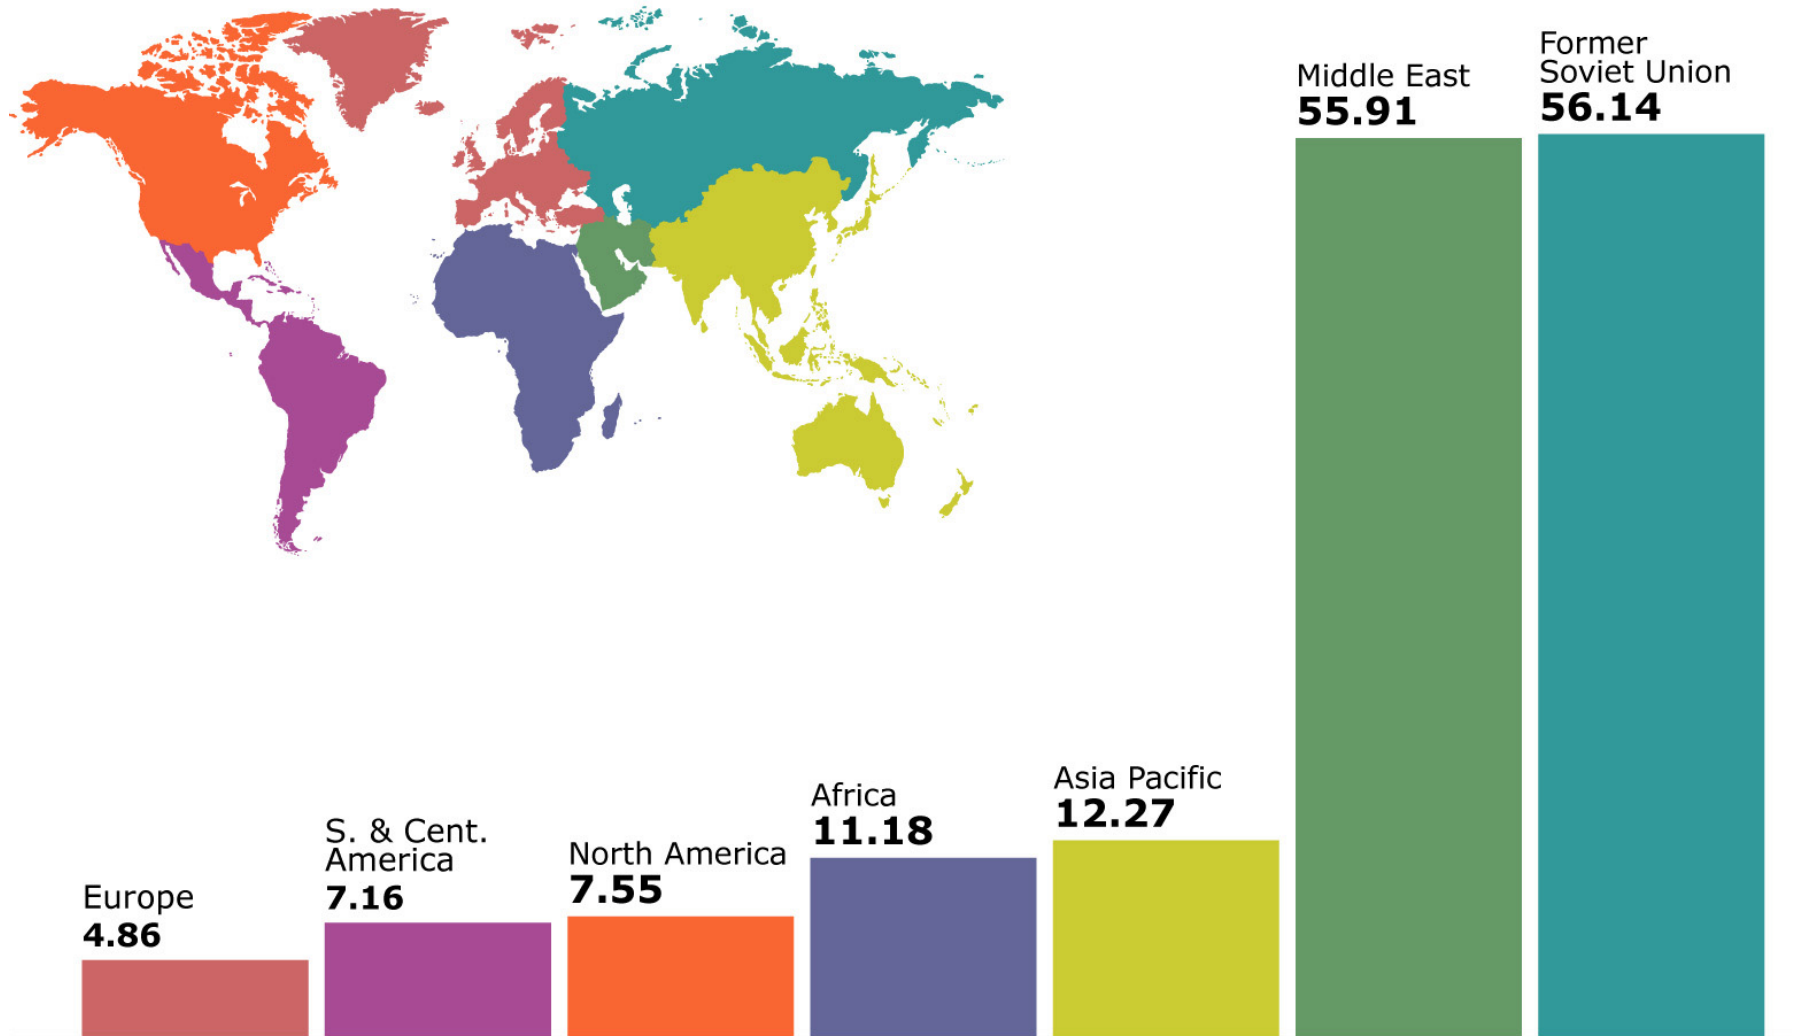 Europe
4.86
S. & Cent.
America
7.16
North America
7.55
Africa
11.18
Asia Pacific
12.27
Middle East
55.91
Former
Soviet Union
56.14